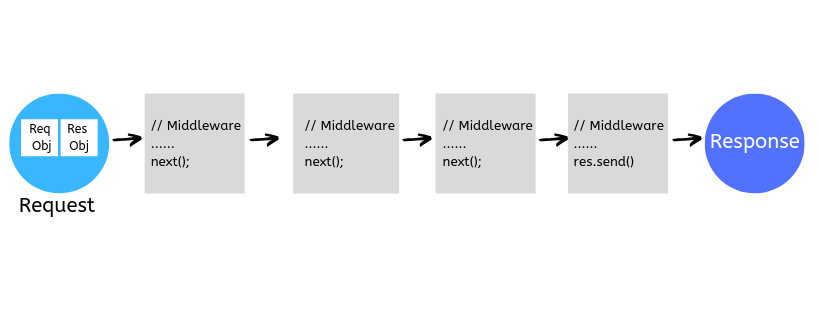 Req
Obj
Res
Obj
Request
// Middleware
......
next();
// Middleware
......
next();
// Middleware
......
next();
// Middleware
......
res.send()
Response